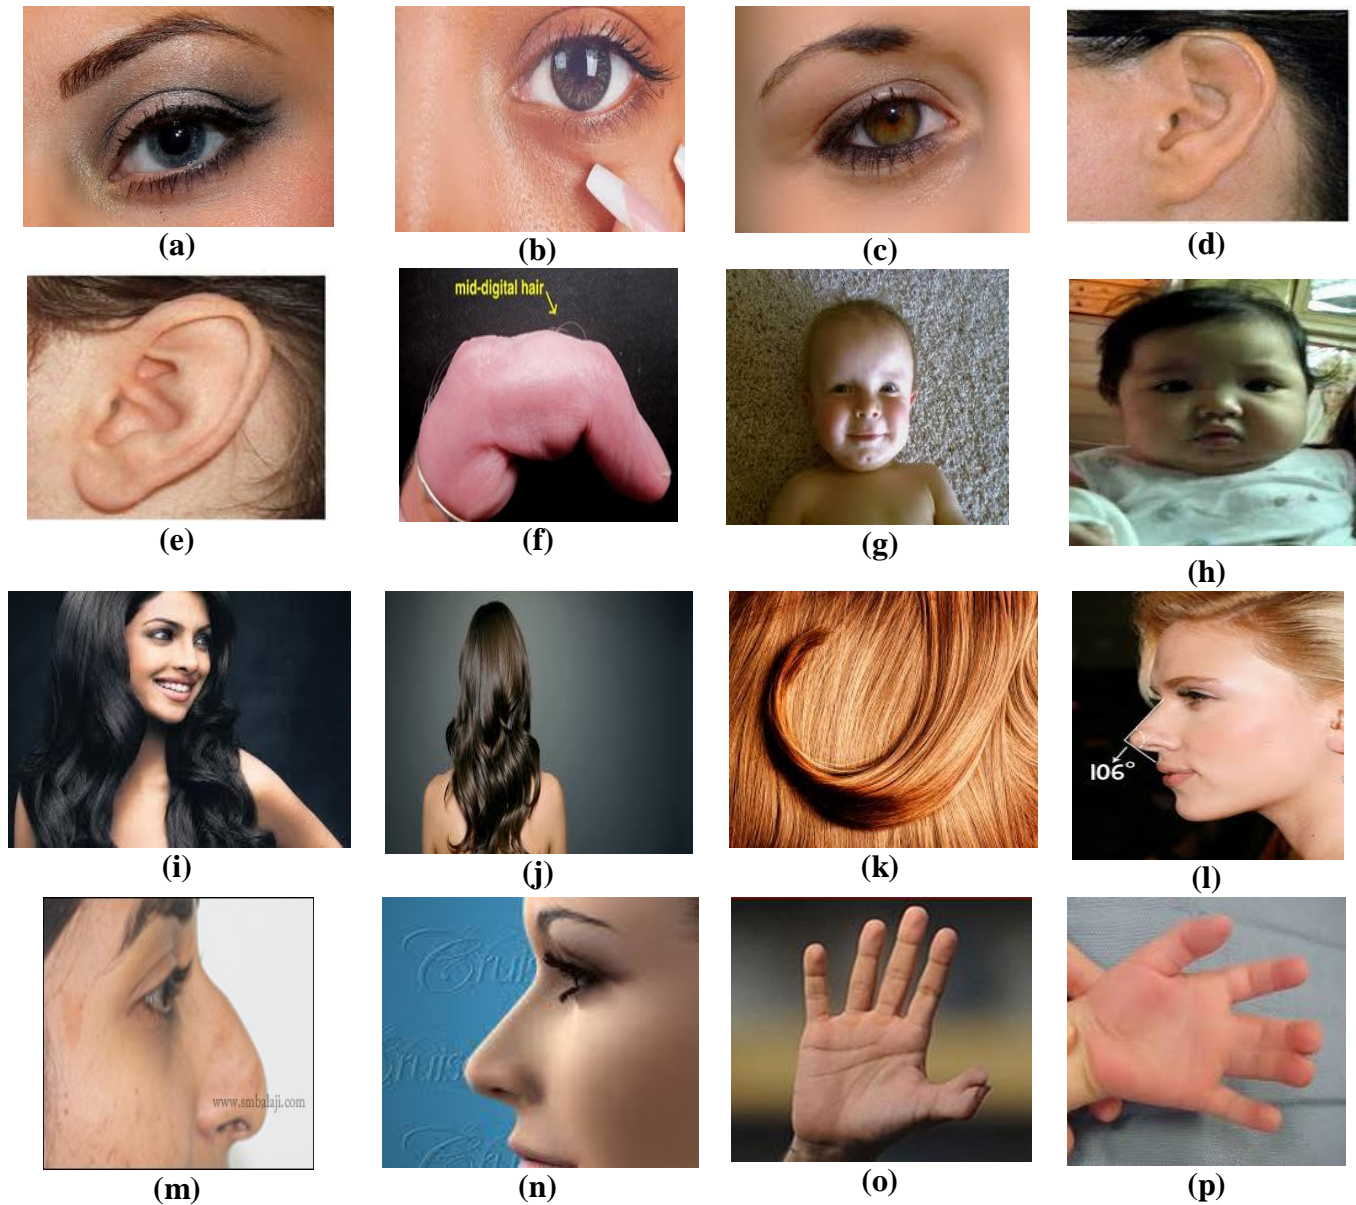 (a)
(b)
(c)
(d)
mid-digital hair
(e)
(f)
(g)
(h)
(i)
(j)
(k)
106°
(l)
www.smbalaji.com
(m)
(n)
(o)
(p)